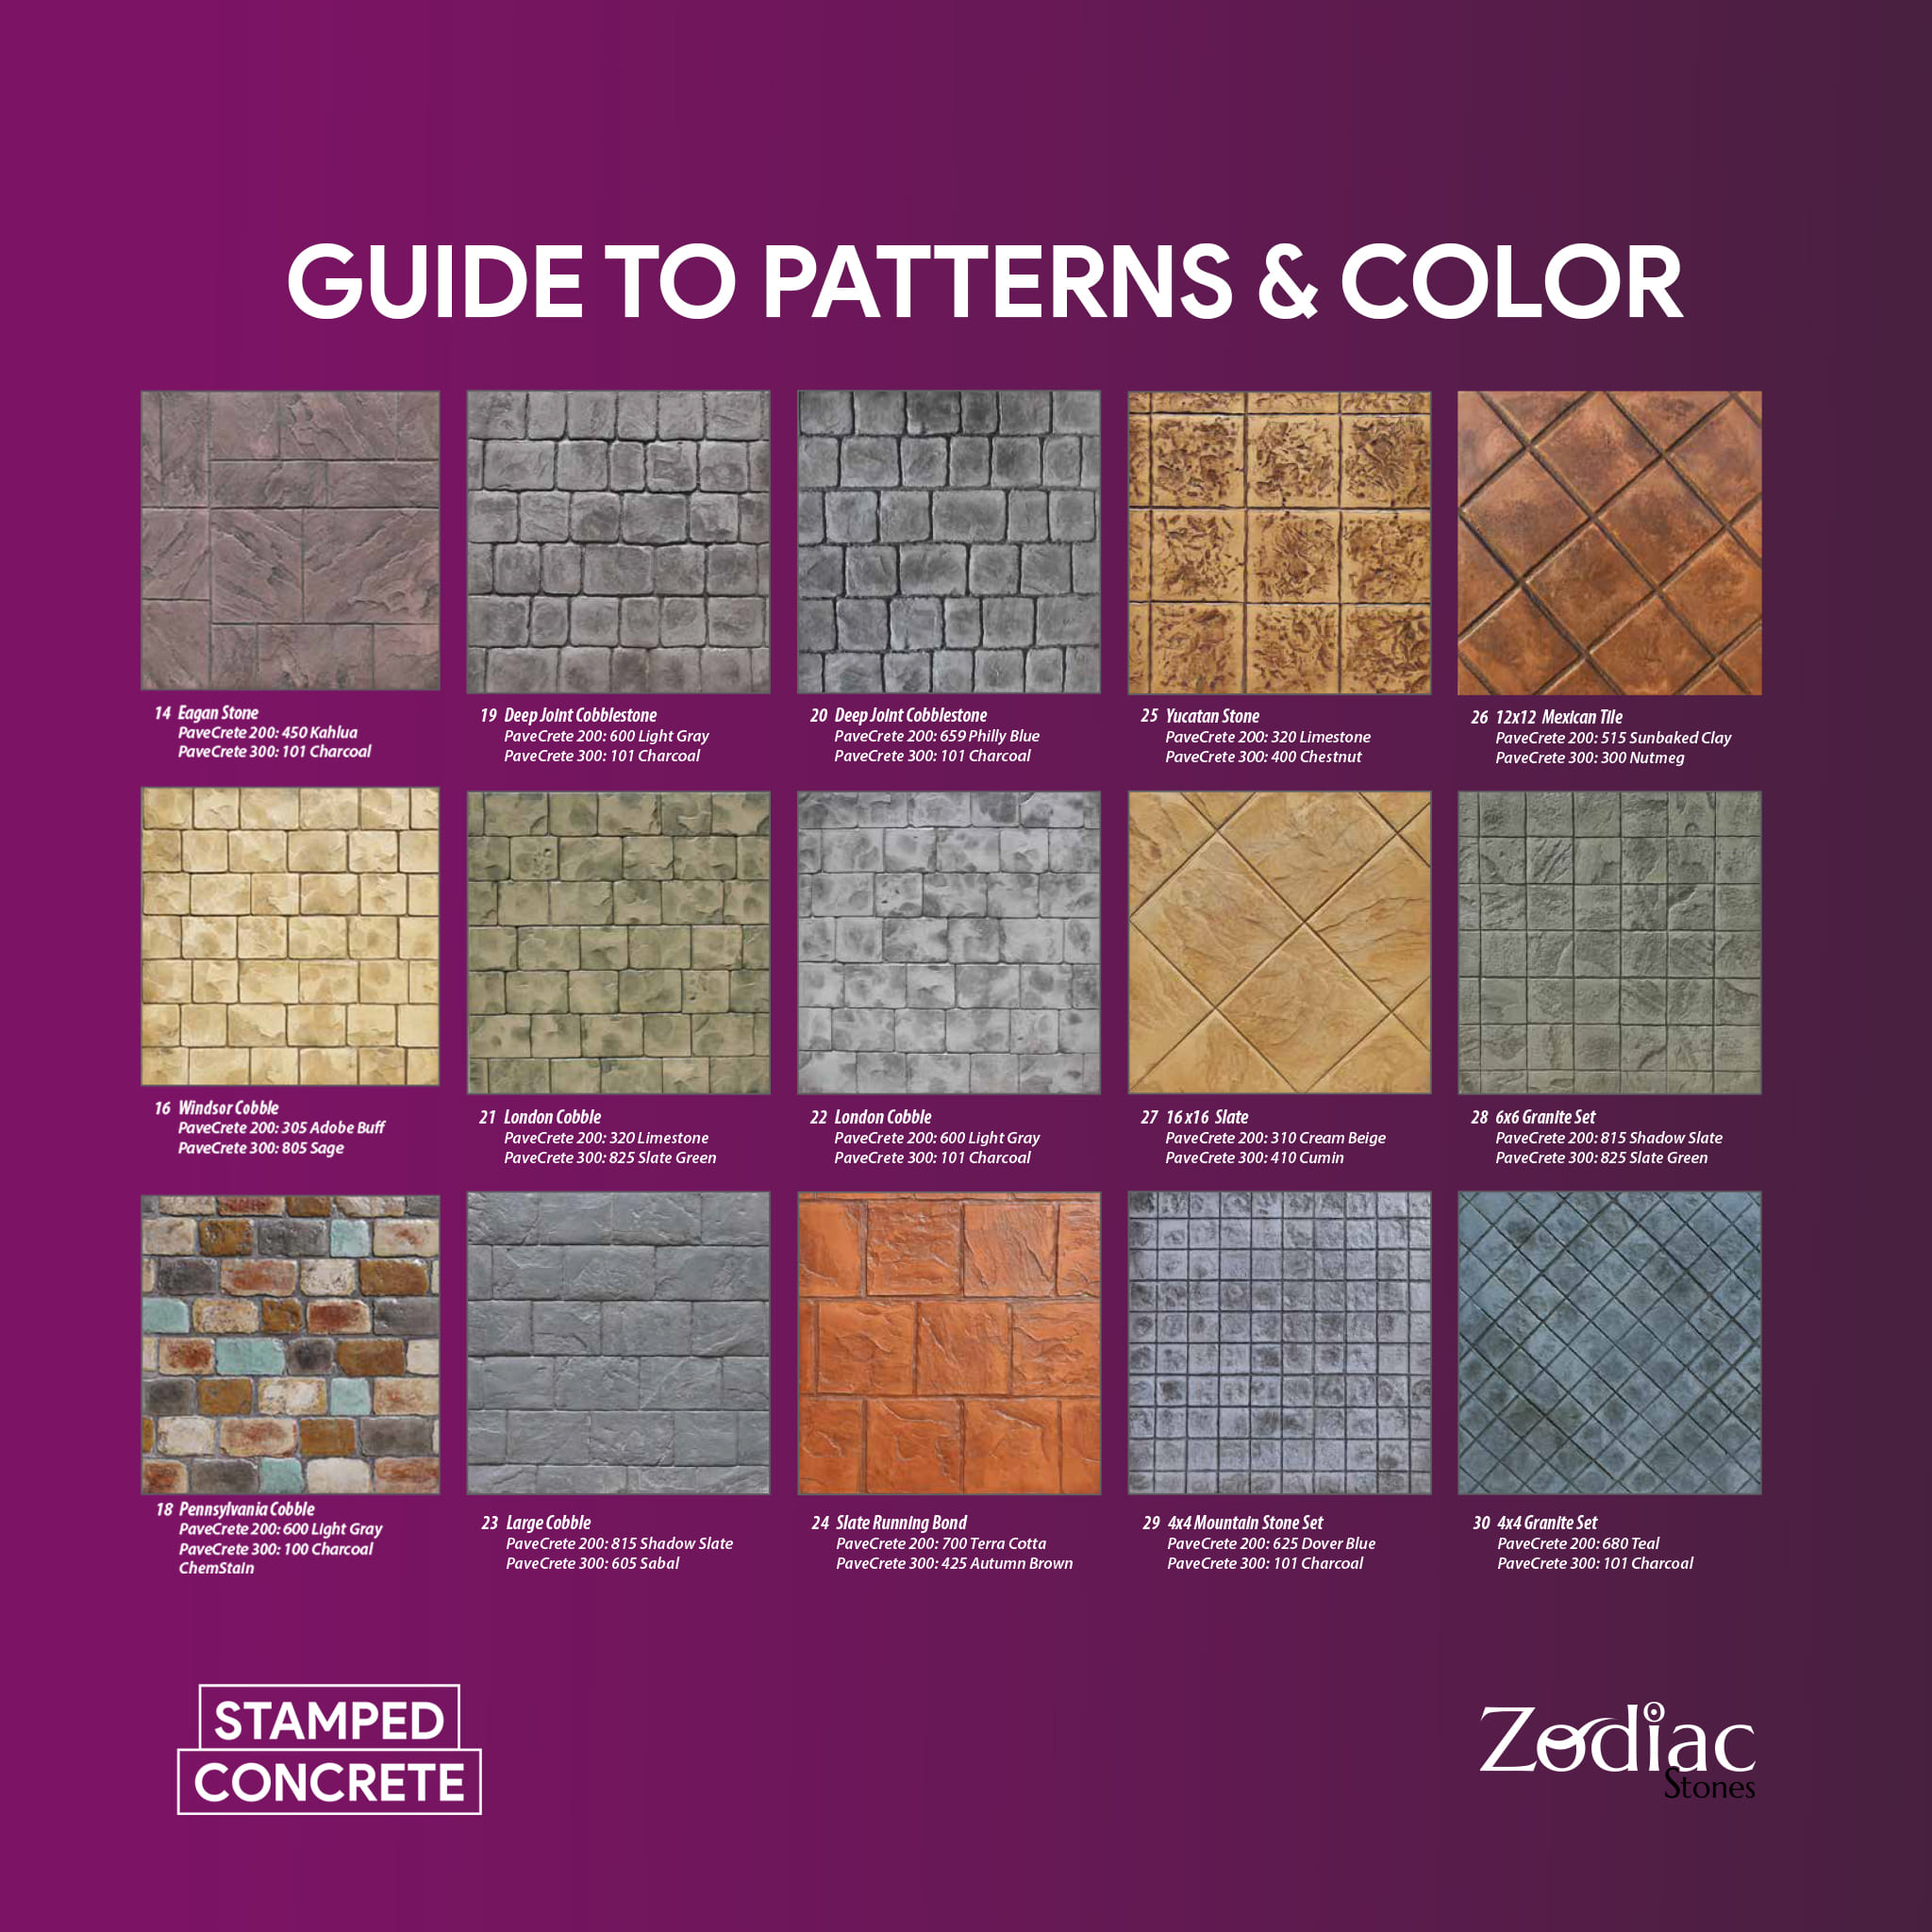 GUIDE TO PATTERNS & COLOR
14 Eagan Stone
PaveCrete 200: 450 Kahlua
PaveCrete 300: 101 Charcoal
19 Deep Joint Cobblestone
PaveCrete 200: 600 Light Gray
PaveCrete 300: 101 Charcoal
20 Deep Joint Cobblestone
PaveCrete 200: 659 Philly Blue
PaveCrete 300: 101 Charcoal
25 Yucatan Stone
PaveCrete 200: 320 Limestone
PaveCrete 300: 400 Chestnut
26 12x12 Mexican Tile
PaveCrete 200: 515 Sunbaked Clay
PaveCrete 300: 300 Nutmeg
16 Windsor Cobble
PaveCrete 200: 305 Adobe Buff
PaveCrete 300: 805 Sage
21 London Cobble
PaveCrete 200: 320 Limestone
PaveCrete 300: 825 Slate Green
22 London Cobble
PaveCrete 200: 600 Light Gray
PaveCrete 300: 101 Charcoal
27 16x16 Slate
PaveCrete 200: 310 Cream Beige
PaveCrete 300: 410 Cumin
28 6x6 Granite Set
PaveCrete 200: 815 Shadow Slate
PaveCrete 300: 825 Slate Green
18 Pennsylvania Cobble
PaveCrete 200: 600 Light Gray
PaveCrete 300: 100 Charcoal
ChemStain
23 Large Cobble
PaveCrete 200: 815 Shadow Slate
PaveCrete 300: 605 Sabal
24 Slate Running Bond
PaveCrete 200: 700 Terra Cotta
PaveCrete 300: 425 Autumn Brown
29 4x4 Mountain Stone Set
PaveCrete 200: 625 Dover Blue
PaveCrete 300: 101 Charcoal
30 4x4 Granite Set
PaveCrete 200: 680 Teal
PaveCrete 300: 101 Charcoal
STAMPED
CONCRETE
Zodiac
Stones